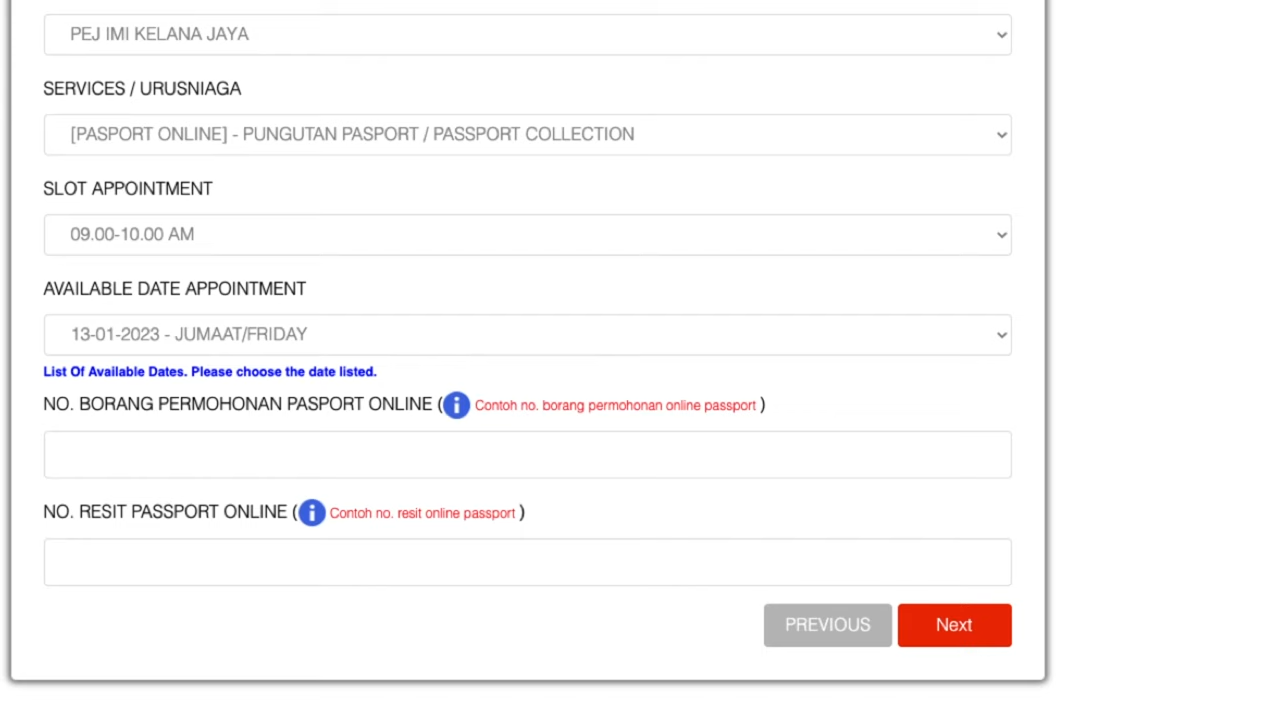 PEJ IMI KELANA JAYA
SERVICES / URUSNIAGA
[PASPORT ONLINE] - PUNGUTAN PASPORT / PASSPORT COLLECTION
SLOT APPOINTMENT
09.00-10.00 AM
AVAILABLE DATE APPOINTMENT
13-01-2023 - JUMAAT/FRIDAY
List Of Available Dates. Please choose the date listed.
NO. BORANG PERMOHONAN PASPORT ONLINE (i Contoh no. borang permohonan online passport )
NO. RESIT PASSPORT ONLINE (i Contoh no. resit online passport )
PREVIOUS Next